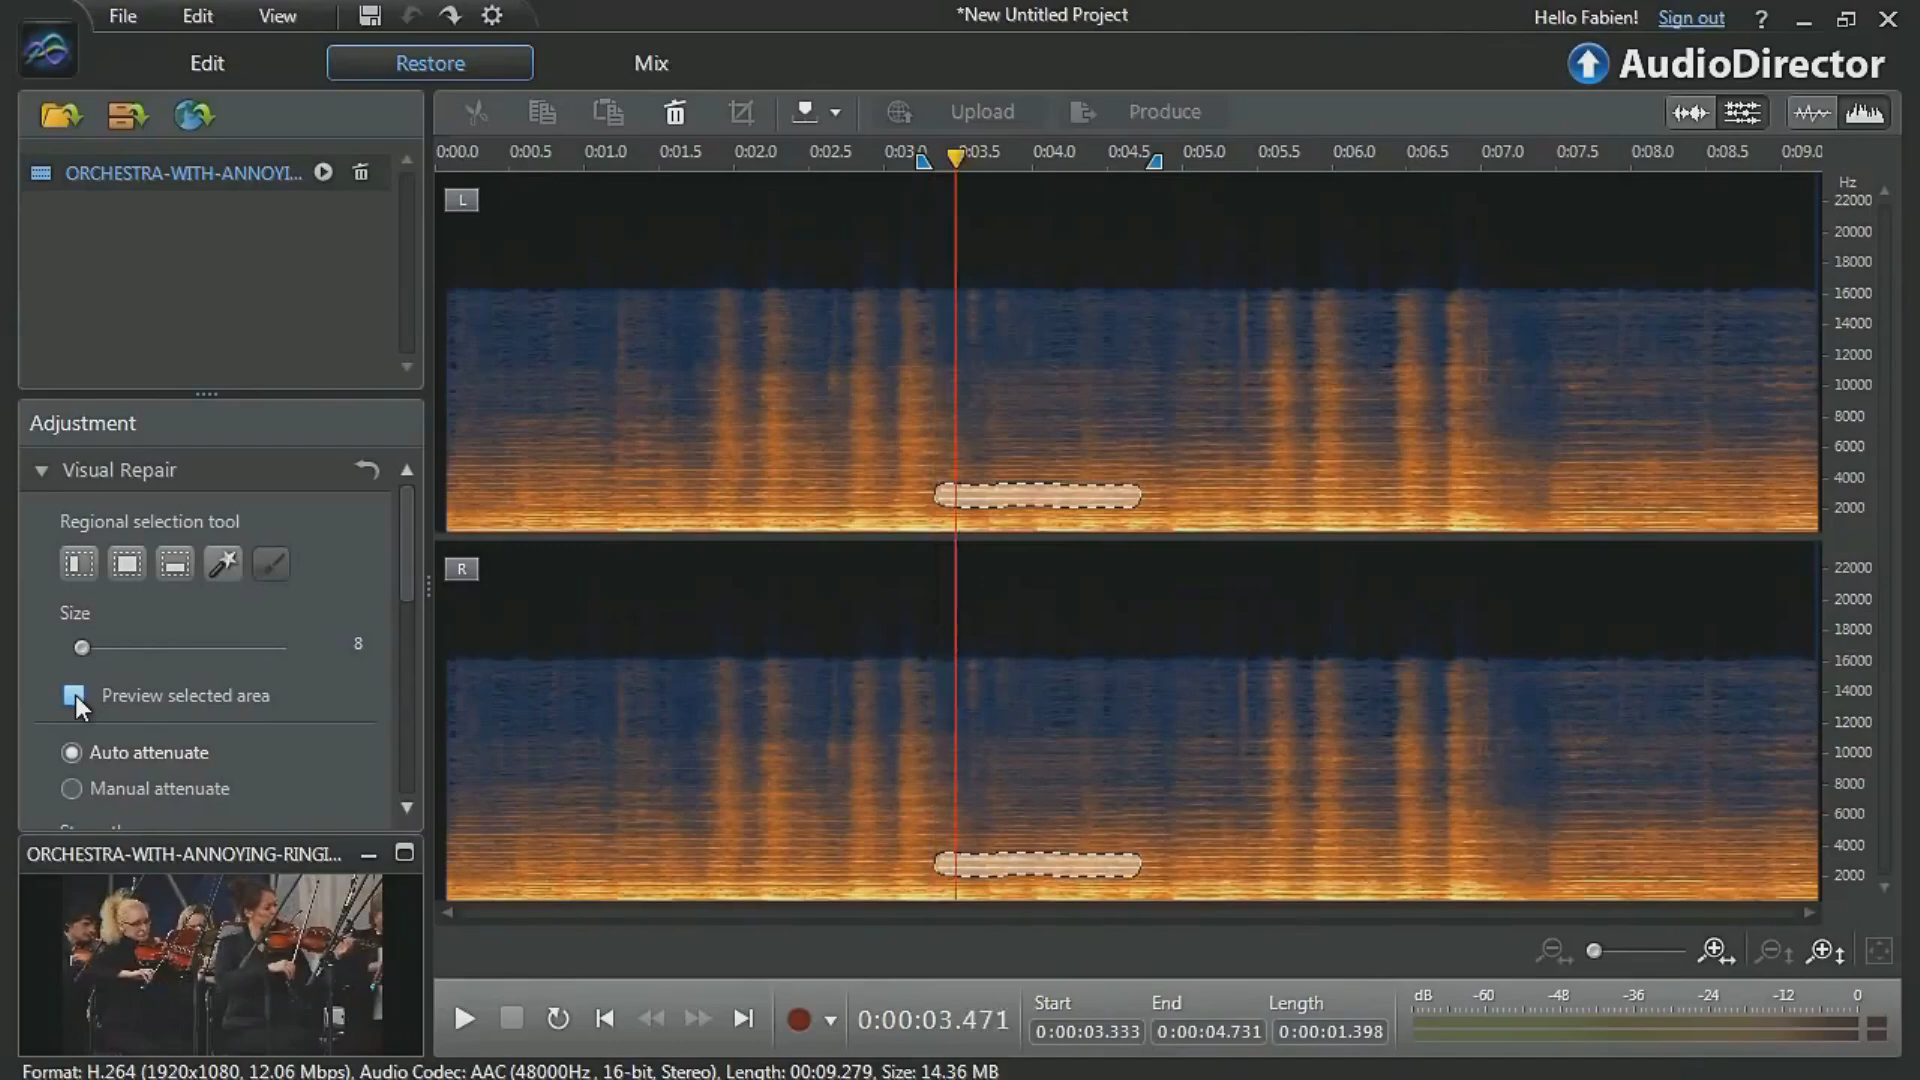 File Edit View
*New Untitled Project
Hello Fabien! Sign out ?
Edit Restore Mix
AudioDirector
Upload Produce
ORCHESTRA-WITH-ANNOYI...
0:00.0 0:00.5 0:01.0 0:01.5 0:02.0 0:02.5 0:03.0 0:03.5 0:04.0 0:04.5 0:05.0 0:05.5 0:06.0 0:06.5 0:07.0 0:07.5 0:08.0 0:08.5 0:09.0
Hz
L
22000
20000
18000
16000
14000
12000
10000
8000
6000
4000
2000
R
22000
20000
18000
16000
14000
12000
10000
8000
6000
4000
2000
Adjustment
Visual Repair
Regional selection tool
Size
8
Preview selected area
Auto attenuate
Manual attenuate
ORCHESTRA-WITH-ANNOYING-RINGI...
0:00:03.471
Start End Length
0:00:03.333 0:00:04.731 0:00:01.398
dB -60 -48 -36 -24 -12 0
Format: H.264 (1920x1080, 12.06 Mbps), Audio Codec: AAC (48000Hz , 16-bit, Stereo), Length: 00:09.279, Size: 14.36 MB